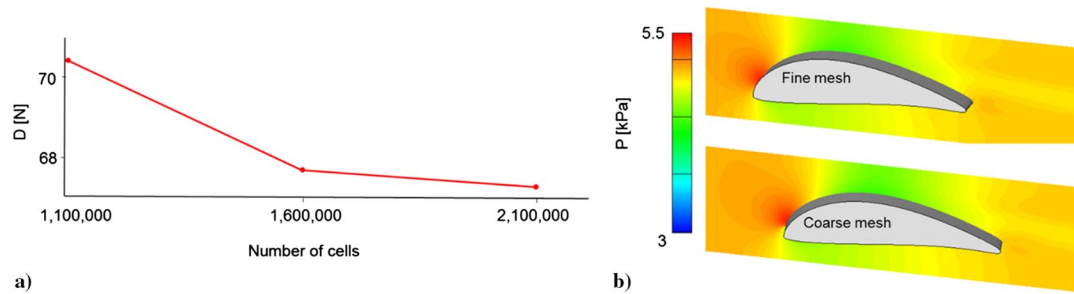 70
D [N]
68
1,100,000
1,600,000
2,100,000
Number of cells
a)
5.5
P [kPa]
3
Fine mesh
Coarse mesh
b)